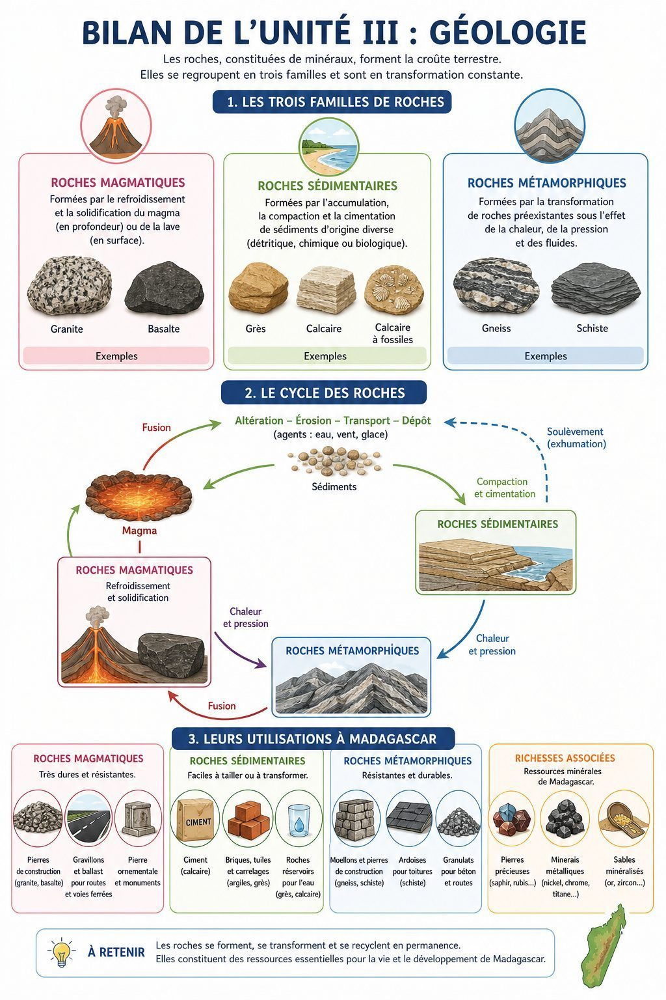 BILAN DE L'UNITÉ III : GÉOLOGIE
Les roches, constituées de minéraux, forment la croûte terrestre.
Elles se regroupent en trois familles et sont en transformation constante.
1. LES TROIS FAMILLES DE ROCHES
ROCHES MAGMATIQUES
Formées par le refroidissement
et la solidification du magma
(en profondeur) ou de la lave
(en surface).
Granite
Basalte
Exemples
ROCHES SÉDIMENTAIRES
Formées par l'accumulation,
la compaction et la cimentation
de sédiments d'origine diverse
(détritique, chimique ou biologique).
Grès
Calcaire
Calcaire
à fossiles
Exemples
ROCHES MÉTAMORPHIQUES
Formées par la transformation
de roches préexistantes sous l'effet
de la chaleur, de la pression
et des fluides.
Gneiss
Schiste
Exemples
2. LE CYCLE DES ROCHES
Fusion
Altération – Érosion – Transport – Dépôt
(agents : eau, vent, glace)
Sédiments
Soulèvement
(exhumation)
Compaction
et cimentation
Magma
ROCHES SÉDIMENTAIRES
ROCHES MAGMATIQUES
Refroidissement
et solidification
Chaleur
et pression
ROCHES MÉTAMORPHIQUES
Chaleur
et pression
Fusion
3. LEURS UTILISATIONS À MADAGASCAR
ROCHES MAGMATIQUES
Très dures et résistantes.
Pierres
de construction
(granite, basalte)
Gravillons
et ballast
pour routes
et voies ferrées
Pierre
ornementale
et monuments
ROCHES SÉDIMENTAIRES
Faciles à tailler ou à transformer.
CIMENT
Ciment
(calcaire)
Briques, tuiles
et carrelages
(argiles, grès)
Roches
réservoirs
pour l'eau
(grès, calcaire)
ROCHES MÉTAMORPHIQUES
Résistantes et durables.
Moellons et pierres
de construction
(gneiss, schiste)
Ardoises
pour toitures
(schiste)
Granulats
pour béton
et routes
RICHESSES ASSOCIÉES
Ressources minérales
de Madagascar.
Pierres
précieuses
(saphir, rubis...)
Minerais
métalliques
(nickel, chrome,
titane...)
Sables
minéralisés
(or, zircon...)
À RETENIR
Les roches se forment, se transforment et se recyclent en permanence.
Elles constituent des ressources essentielles pour la vie et le développement de Madagascar.